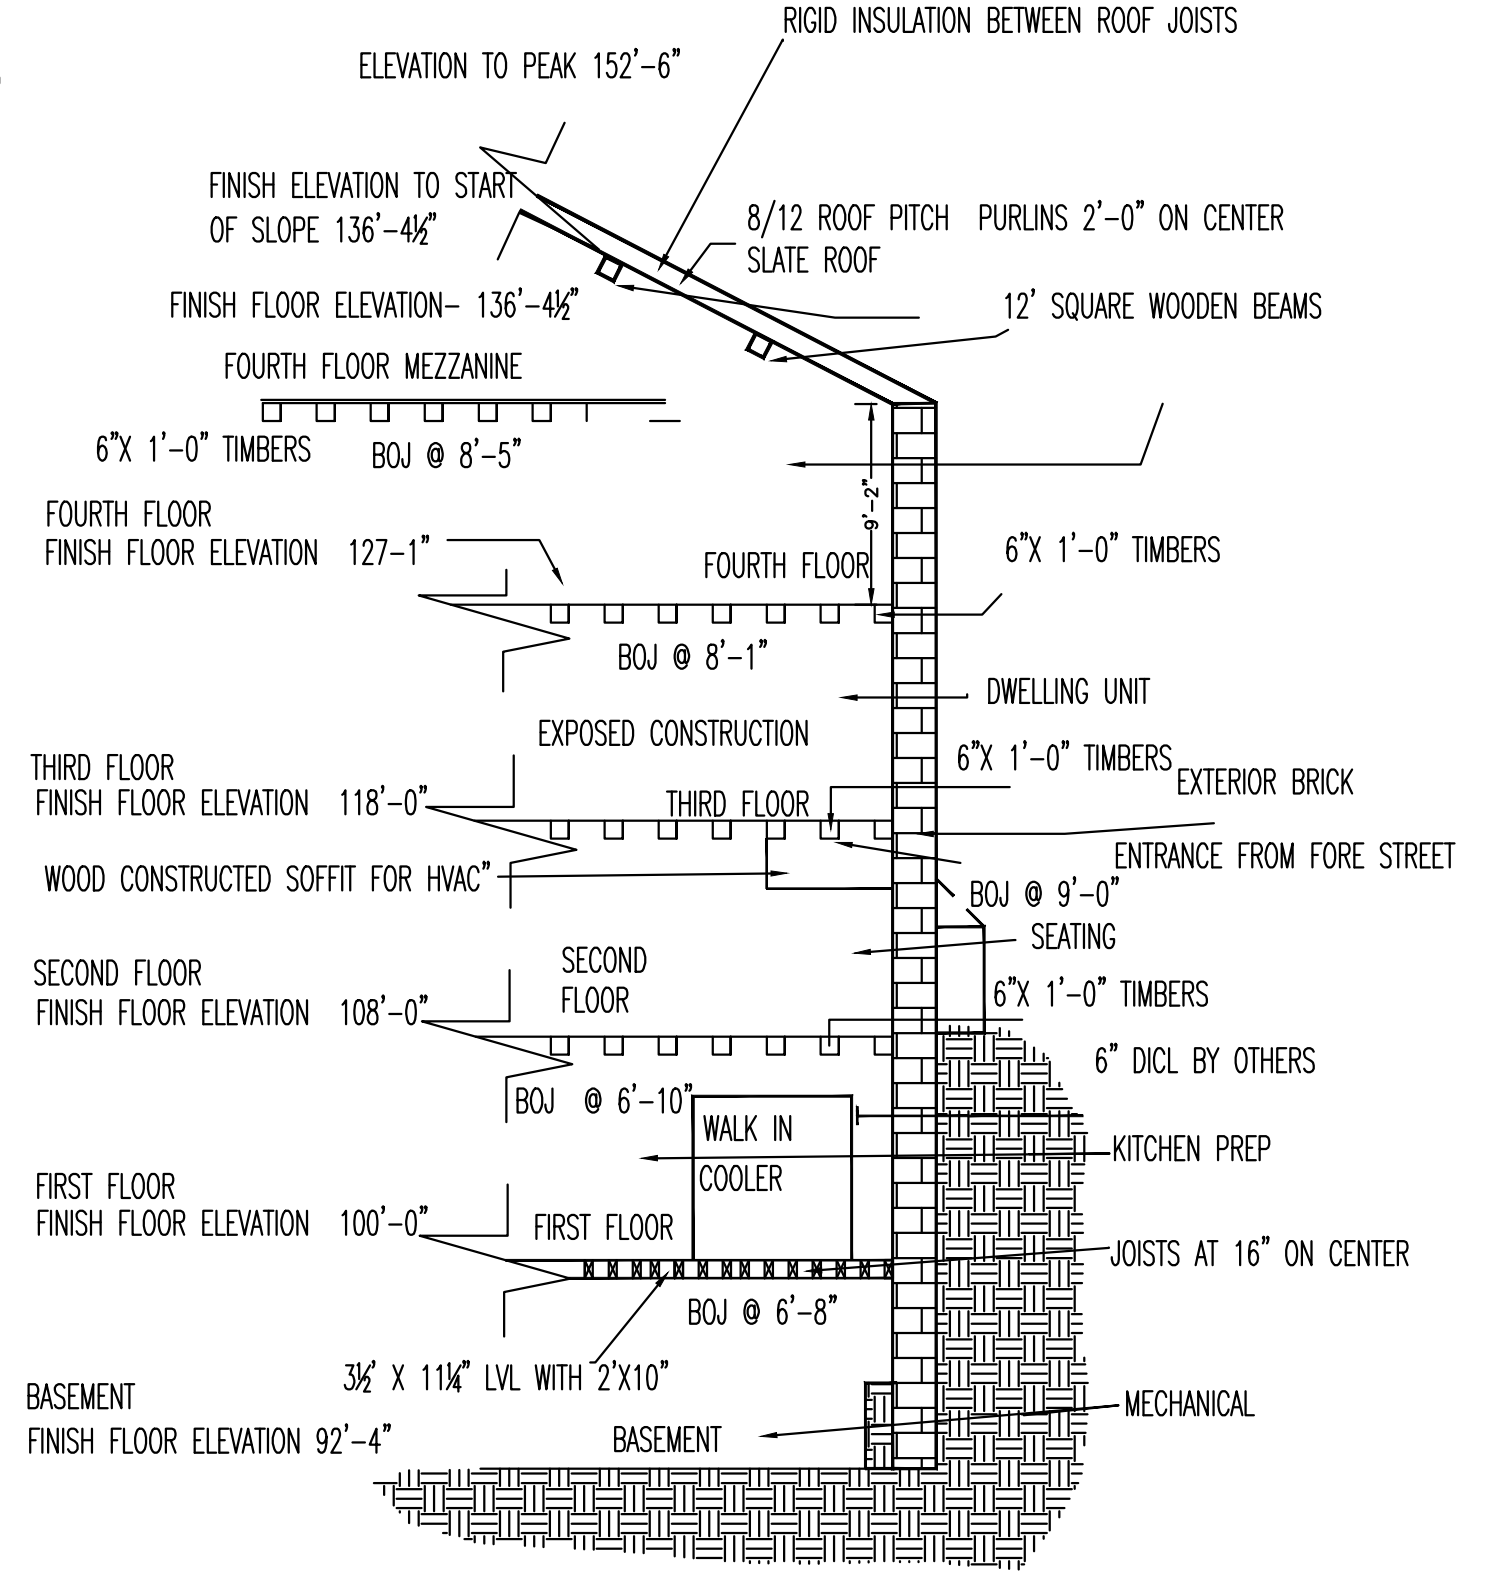 RIGID INSULATION BETWEEN ROOF JOISTS
ELEVATION TO PEAK 152'-6"
FINISH ELEVATION TO START
OF SLOPE 136'-4½"
8/12 ROOF PITCH PURLINS 2'-0" ON CENTER
SLATE ROOF
FINISH FLOOR ELEVATION- 136'-4½"
12' SQUARE WOODEN BEAMS
FOURTH FLOOR MEZZANINE
6"X 1'-0" TIMBERS
BOJ @ 8'-5"
9'-2"
FOURTH FLOOR
FINISH FLOOR ELEVATION 127-1"
FOURTH FLOOR
6"X 1'-0" TIMBERS
BOJ @ 8'-1"
DWELLING UNIT
EXPOSED CONSTRUCTION
6"X 1'-0" TIMBERS
THIRD FLOOR
FINISH FLOOR ELEVATION 118'-0"
THIRD FLOOR
EXTERIOR BRICK
ENTRANCE FROM FORE STREET
WOOD CONSTRUCTED SOFFIT FOR HVAC"
BOJ @ 9'-0"
SEATING
SECOND FLOOR
FINISH FLOOR ELEVATION 108'-0"
SECOND
FLOOR
6"X 1'-0" TIMBERS
6" DICL BY OTHERS
BOJ @ 6'-10"
WALK IN
COOLER
KITCHEN PREP
FIRST FLOOR
FINISH FLOOR ELEVATION 100'-0"
FIRST FLOOR
JOISTS AT 16" ON CENTER
BOJ @ 6'-8"
3½' X 11¼" LVL WITH 2'X10"
BASEMENT
FINISH FLOOR ELEVATION 92'-4"
BASEMENT
MECHANICAL